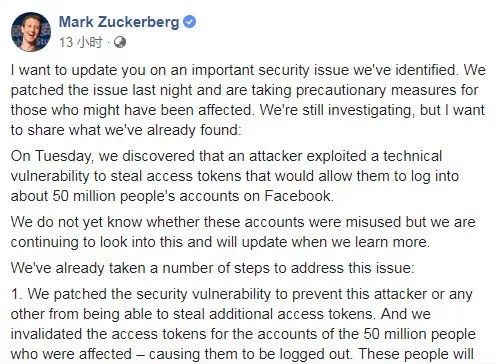 Mark Zuckerberg
13 小时 ·
I want to update you on an important security issue we've identified. We
patched the issue last night and are taking precautionary measures for
those who might have been affected. We're still investigating, but I want
to share what we've already found:
On Tuesday, we discovered that an attacker exploited a technical
vulnerability to steal access tokens that would allow them to log into
about 50 million people's accounts on Facebook.
We do not yet know whether these accounts were misused but we are
continuing to look into this and will update when we learn more.
We've already taken a number of steps to address this issue:
1. We patched the security vulnerability to prevent this attacker or any
other from being able to steal additional access tokens. And we
invalidated the access tokens for the accounts of the 50 million people
who were affected – causing them to be logged out. These people will